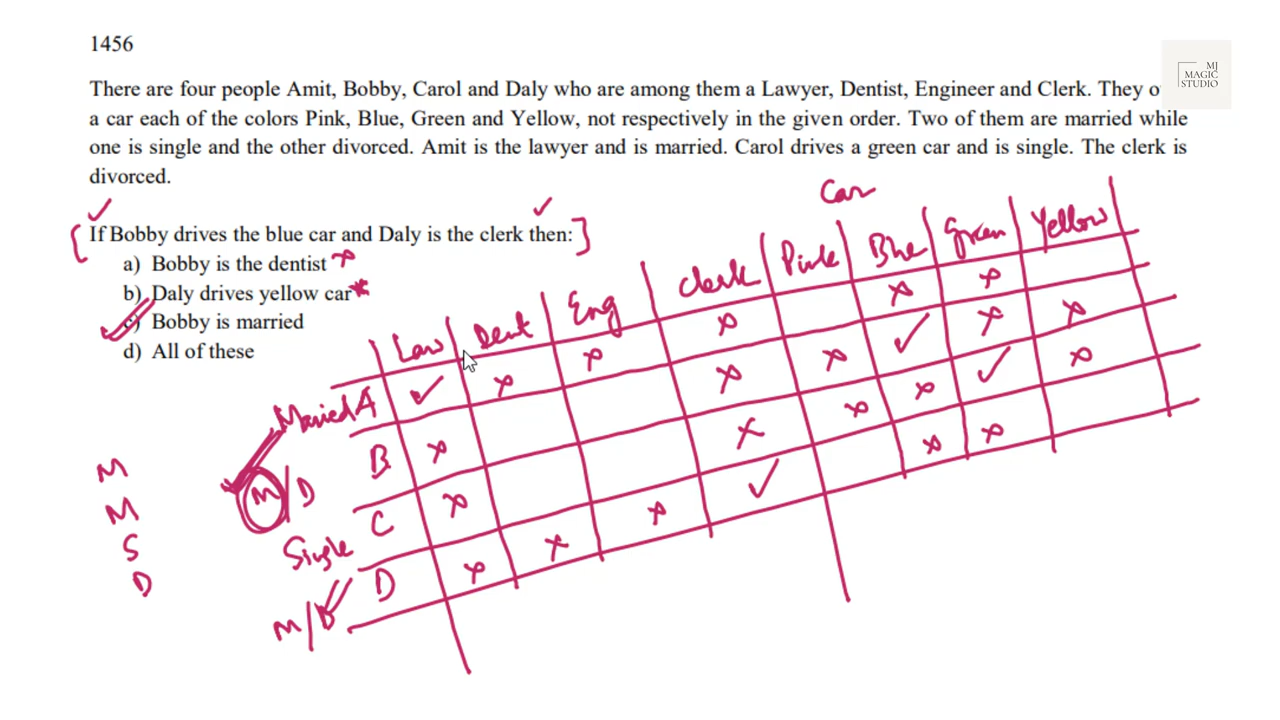 1456
MJ
MAGIC
STUDIO
There are four people Amit, Bobby, Carol and Daly who are among them a Lawyer, Dentist, Engineer and Clerk. They
a car each of the colors Pink, Blue, Green and Yellow, not respectively in the given order. Two of them are married while
one is single and the other divorced. Amit is the lawyer and is married. Carol drives a green car and is single. The clerk is
divorced.
Car
If Bobby drives the blue car and Daly is the clerk then:
a) Bobby is the dentist
b) Daly drives yellow car
c) Bobby is married
d) All of these
Law Dent Eng Clerk Pink Blue Green Yellow
Married A
M/D B
Single C
M/D D
M
M
S
D